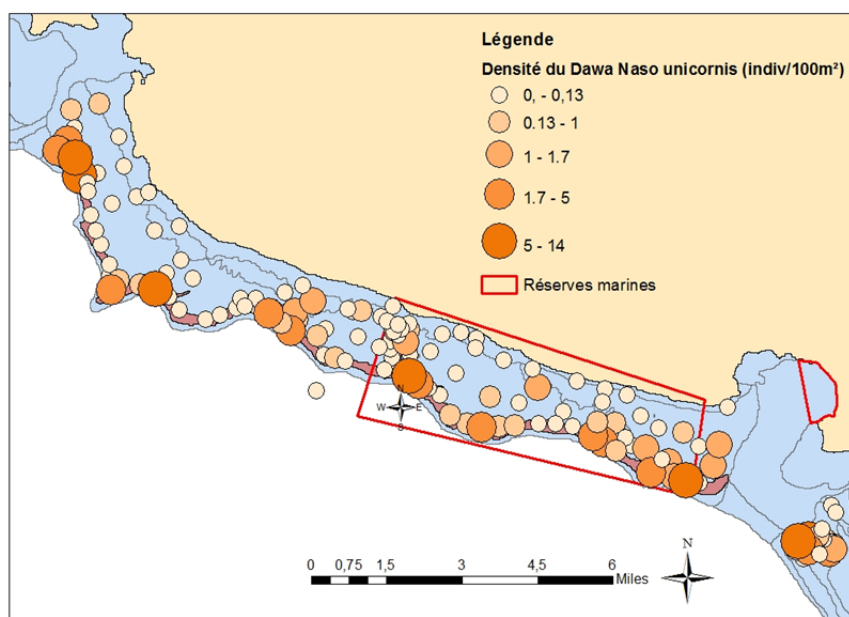 Légende
Densité du Dawa Naso unicornis (indiv/100m²)
0, - 0,13
0.13 - 1
1 - 1.7
1.7 - 5
5 - 14
Réserves marines
N
W E
S
N
0 0,75 1,5 3 4,5 6
Miles